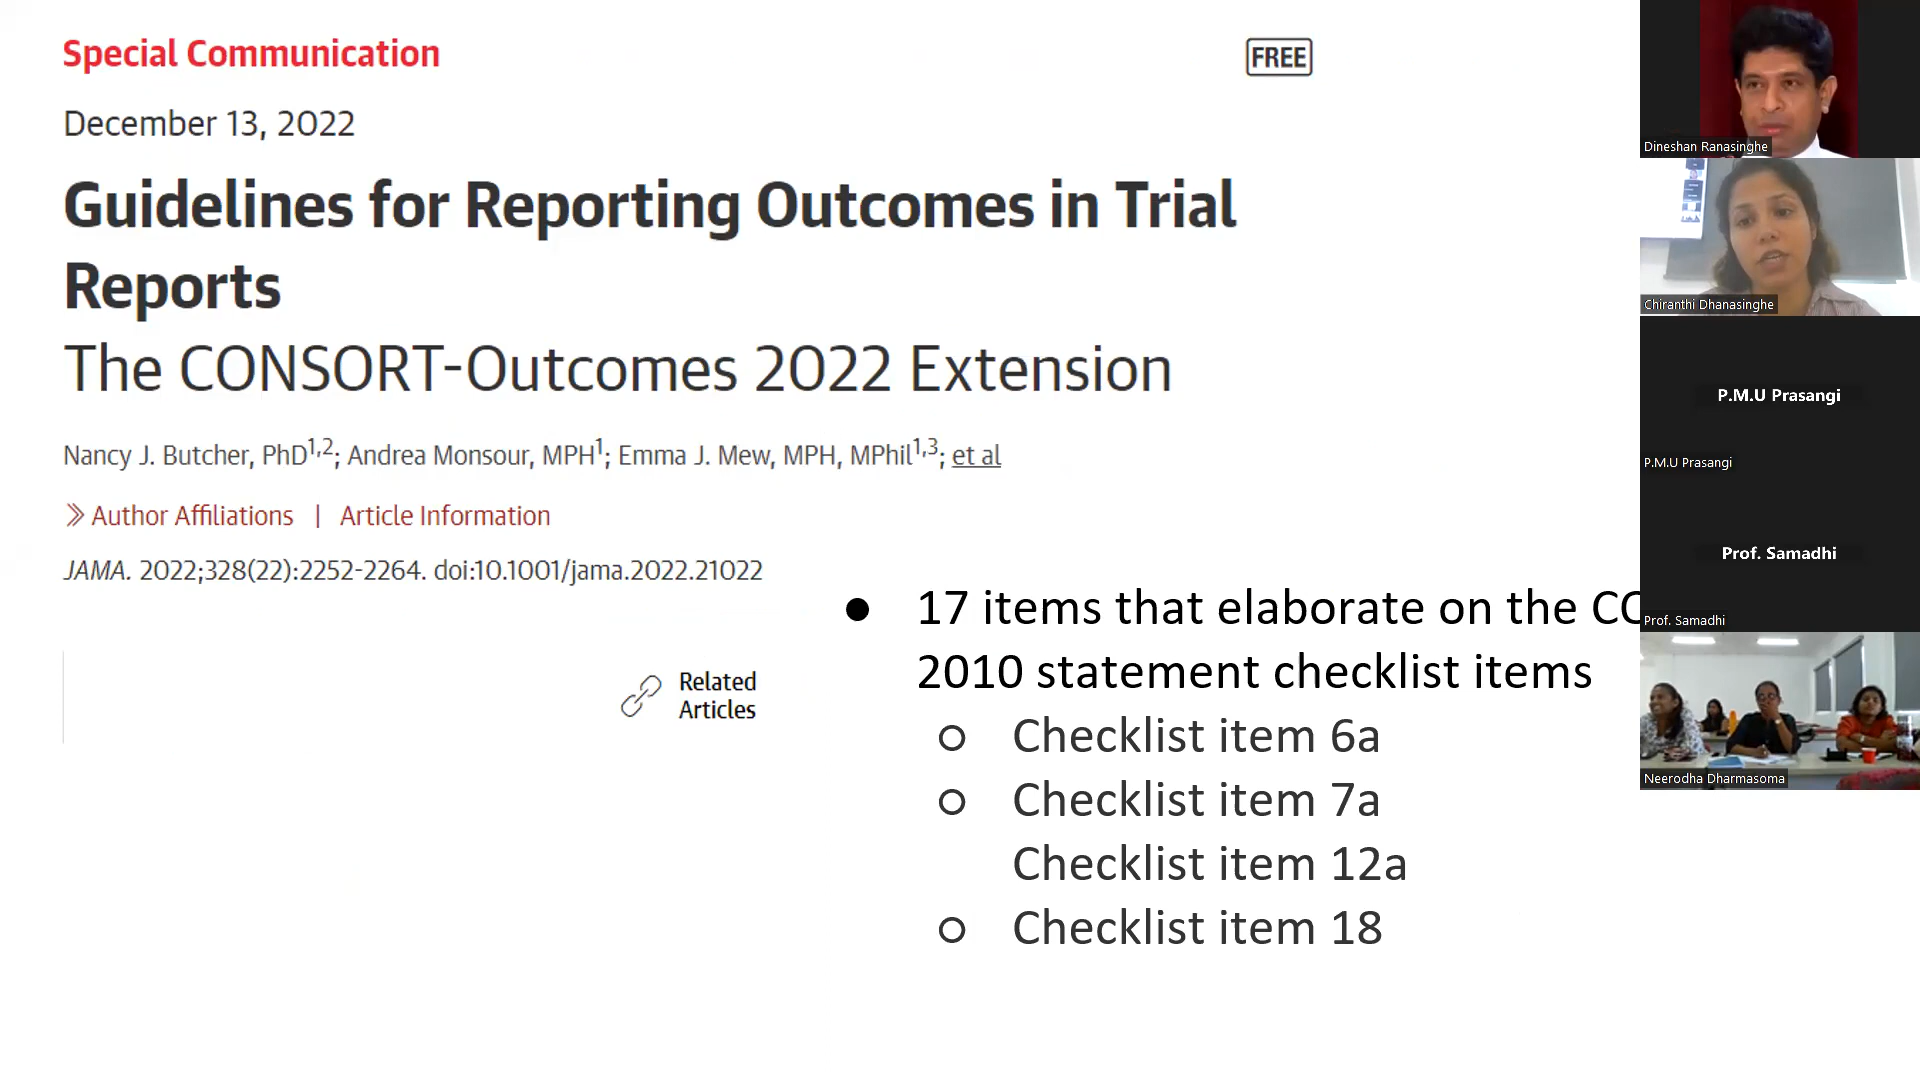 Special Communication
FREE
December 13, 2022
Guidelines for Reporting Outcomes in Trial
Reports
The CONSORT-Outcomes 2022 Extension
Nancy J. Butcher, PhD1,2; Andrea Monsour, MPH1; Emma J. Mew, MPH, MPhil1,3; et al
Author Affiliations | Article Information
JAMA. 2022;328(22):2252-2264. doi:10.1001/jama.2022.21022
Related
Articles
● 17 items that elaborate on the CO
2010 statement checklist items
○ Checklist item 6a
○ Checklist item 7a
Checklist item 12a
○ Checklist item 18
Dineshan Ranasinghe
Chiranthi Dhanasinghe
P.M.U Prasangi
P.M.U Prasangi
Prof. Samadhi
Prof. Samadhi
Neerodha Dharmasoma